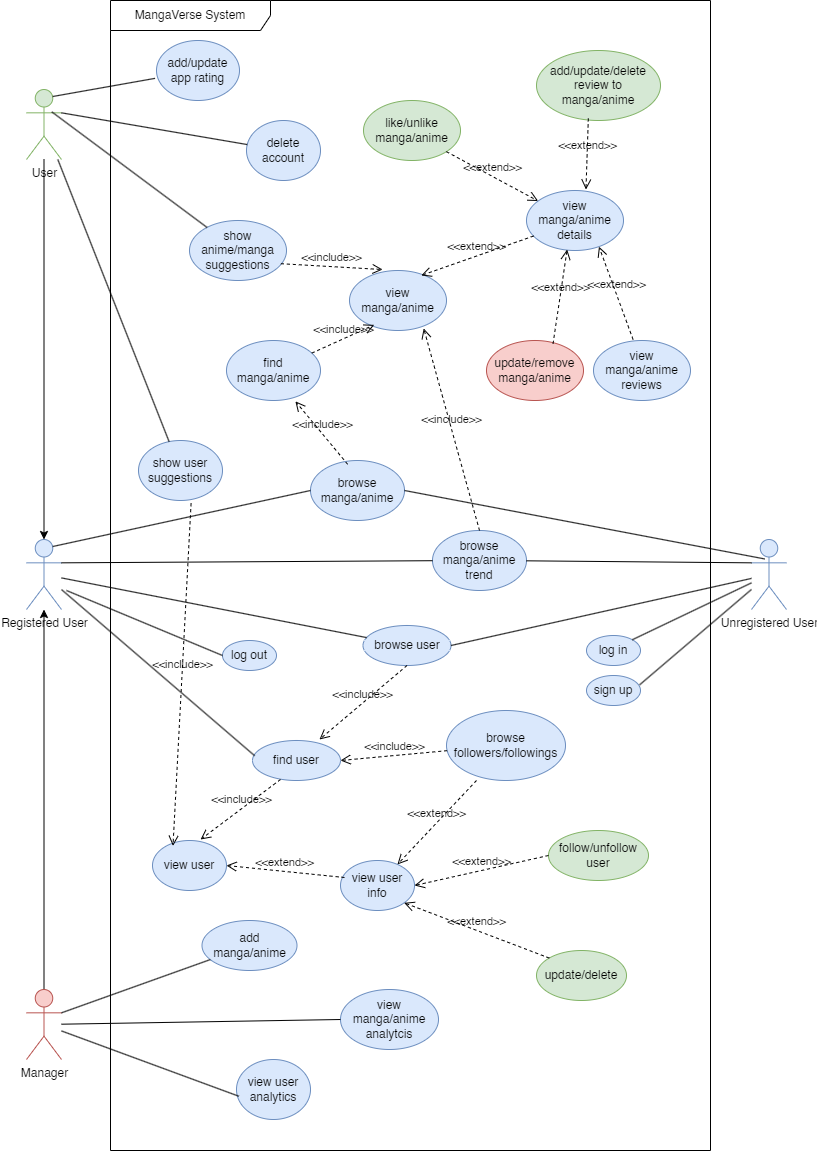 MangaVerse System
add/update
app rating
add/update/delete
review to
manga/anime
like/unlike
manga/anime
delete
account
<<extend>>
<<extend>>
User
view
manga/anime
details
show
anime/manga
suggestions
<<include>>
<<extend>>
view
manga/anime
<<extend>>
<<extend>>
<<include>>
find
manga/anime
update/remove
manga/anime
view
manga/anime
reviews
<<include>>
<<include>>
show user
suggestions
browse
manga/anime
browse
manga/anime
trend
Registered User
Unregistered User
browse user
log out
log in
<<include>>
sign up
<<include>>
browse
followers/followings
<<include>>
find user
<<include>>
<<extend>>
follow/unfollow
user
view user
<<extend>>
<<extend>>
view user
info
<<extend>>
add
manga/anime
update/delete
view
manga/anime
analytcis
Manager
view user
analytics